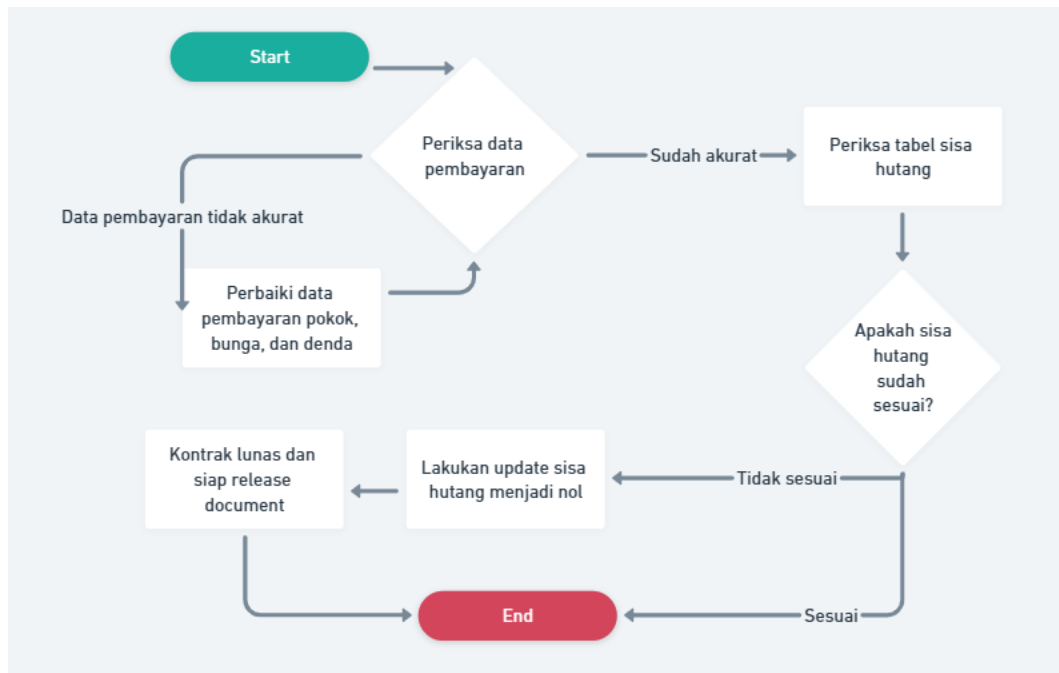 Start
Periksa data
pembayaran
Sudah akurat
Periksa tabel sisa
hutang
Data pembayaran tidak akurat
Perbaiki data
pembayaran pokok,
bunga, dan denda
Apakah sisa
hutang
sudah
sesuai?
Tidak sesuai
Lakukan update sisa
hutang menjadi nol
Kontrak lunas dan
siap release
document
Sesuai
End